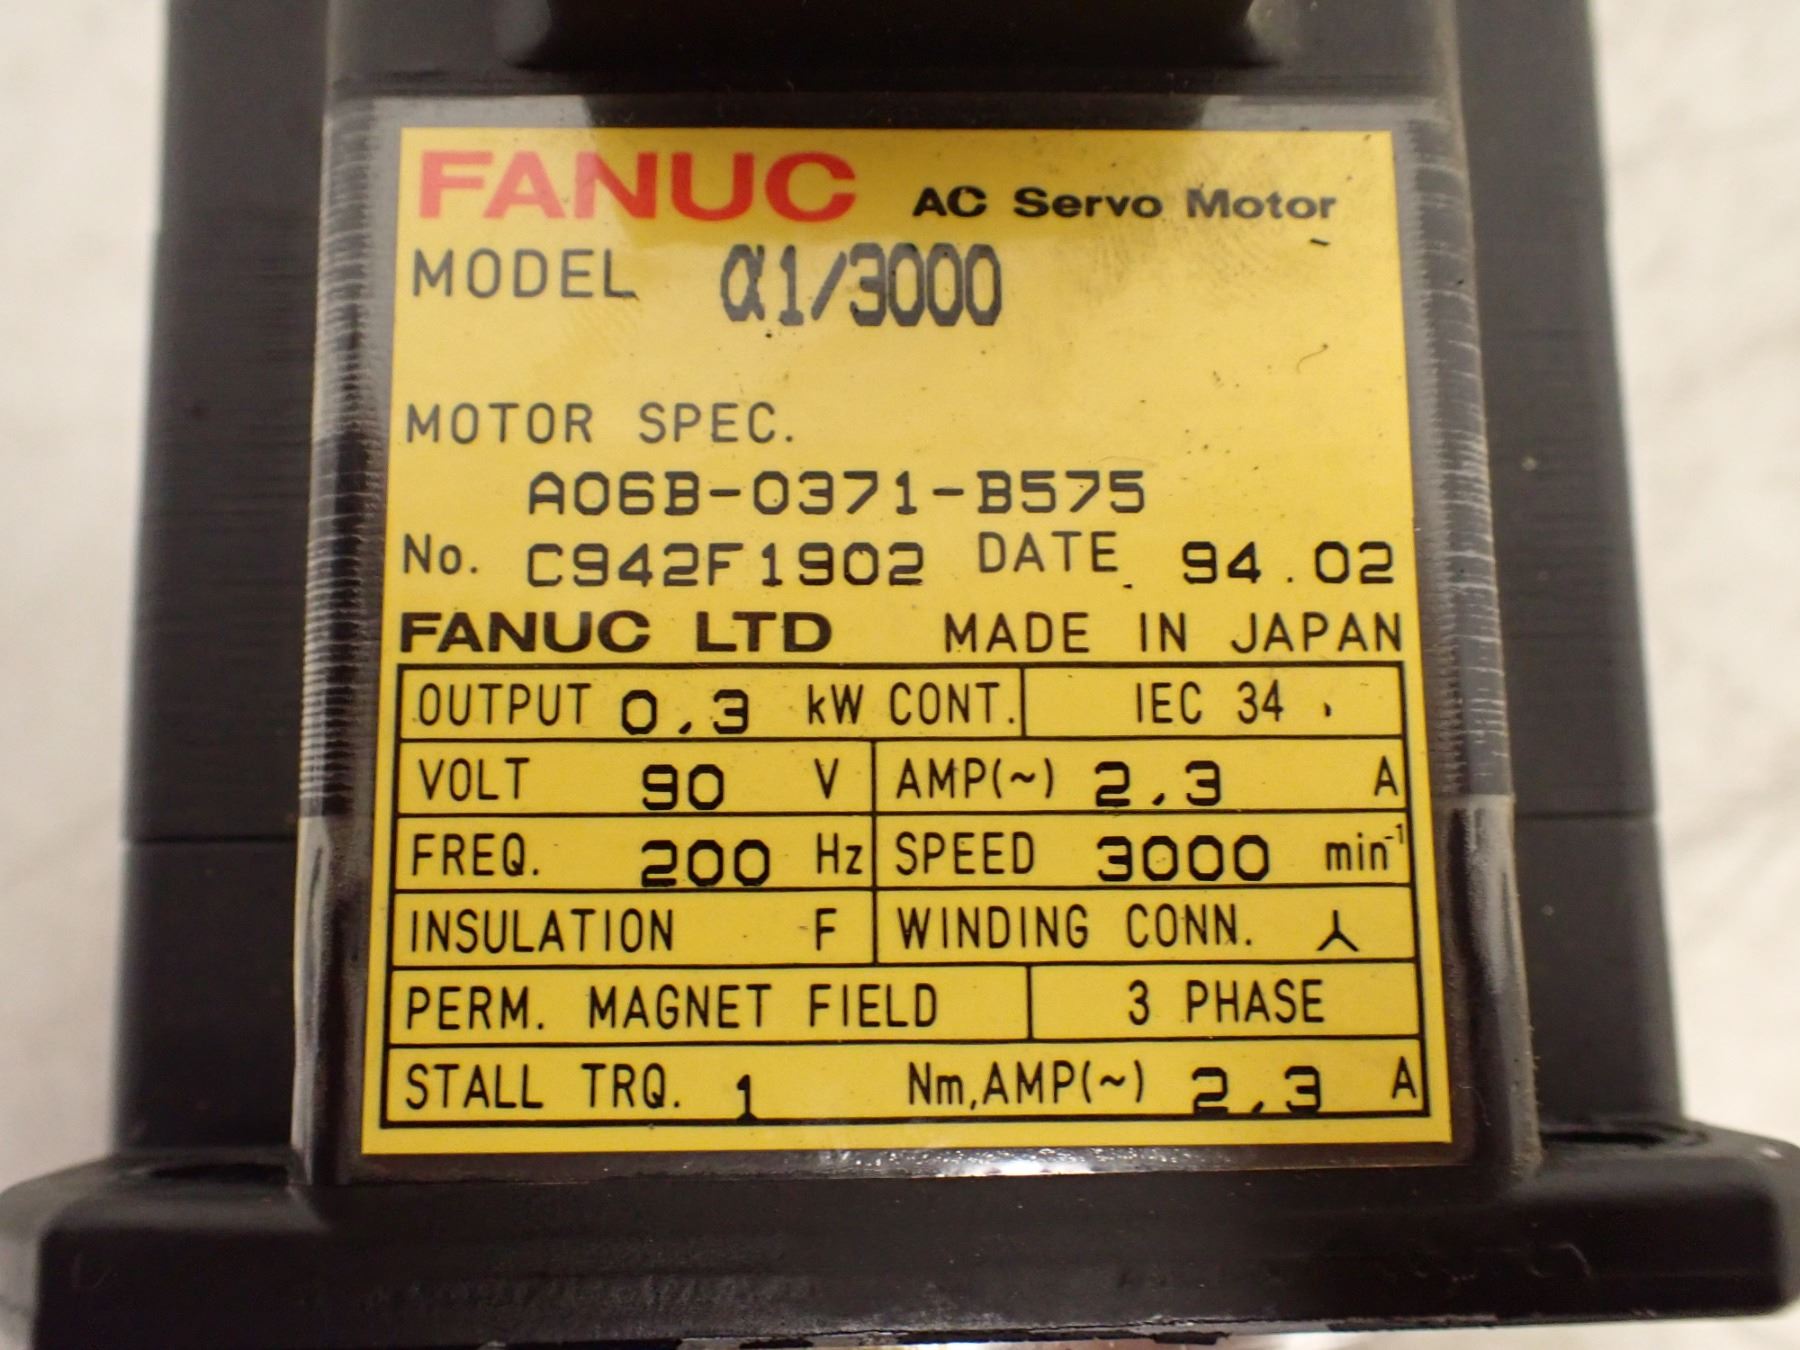 FANUC AC Servo Motor
MODEL α1/3000
MOTOR SPEC.
A06B-0371-B575
No. C942F1902 DATE 94.02
FANUC LTD MADE IN JAPAN
OUTPUT 0.3 kW CONT. IEC 34
VOLT 90 V AMP(~) 2.3 A
FREQ. 200 Hz SPEED 3000 min⁻¹
INSULATION F WINDING CONN. ⅄
PERM. MAGNET FIELD 3 PHASE
STALL TRQ. 1 Nm,AMP(~) 2.3 A